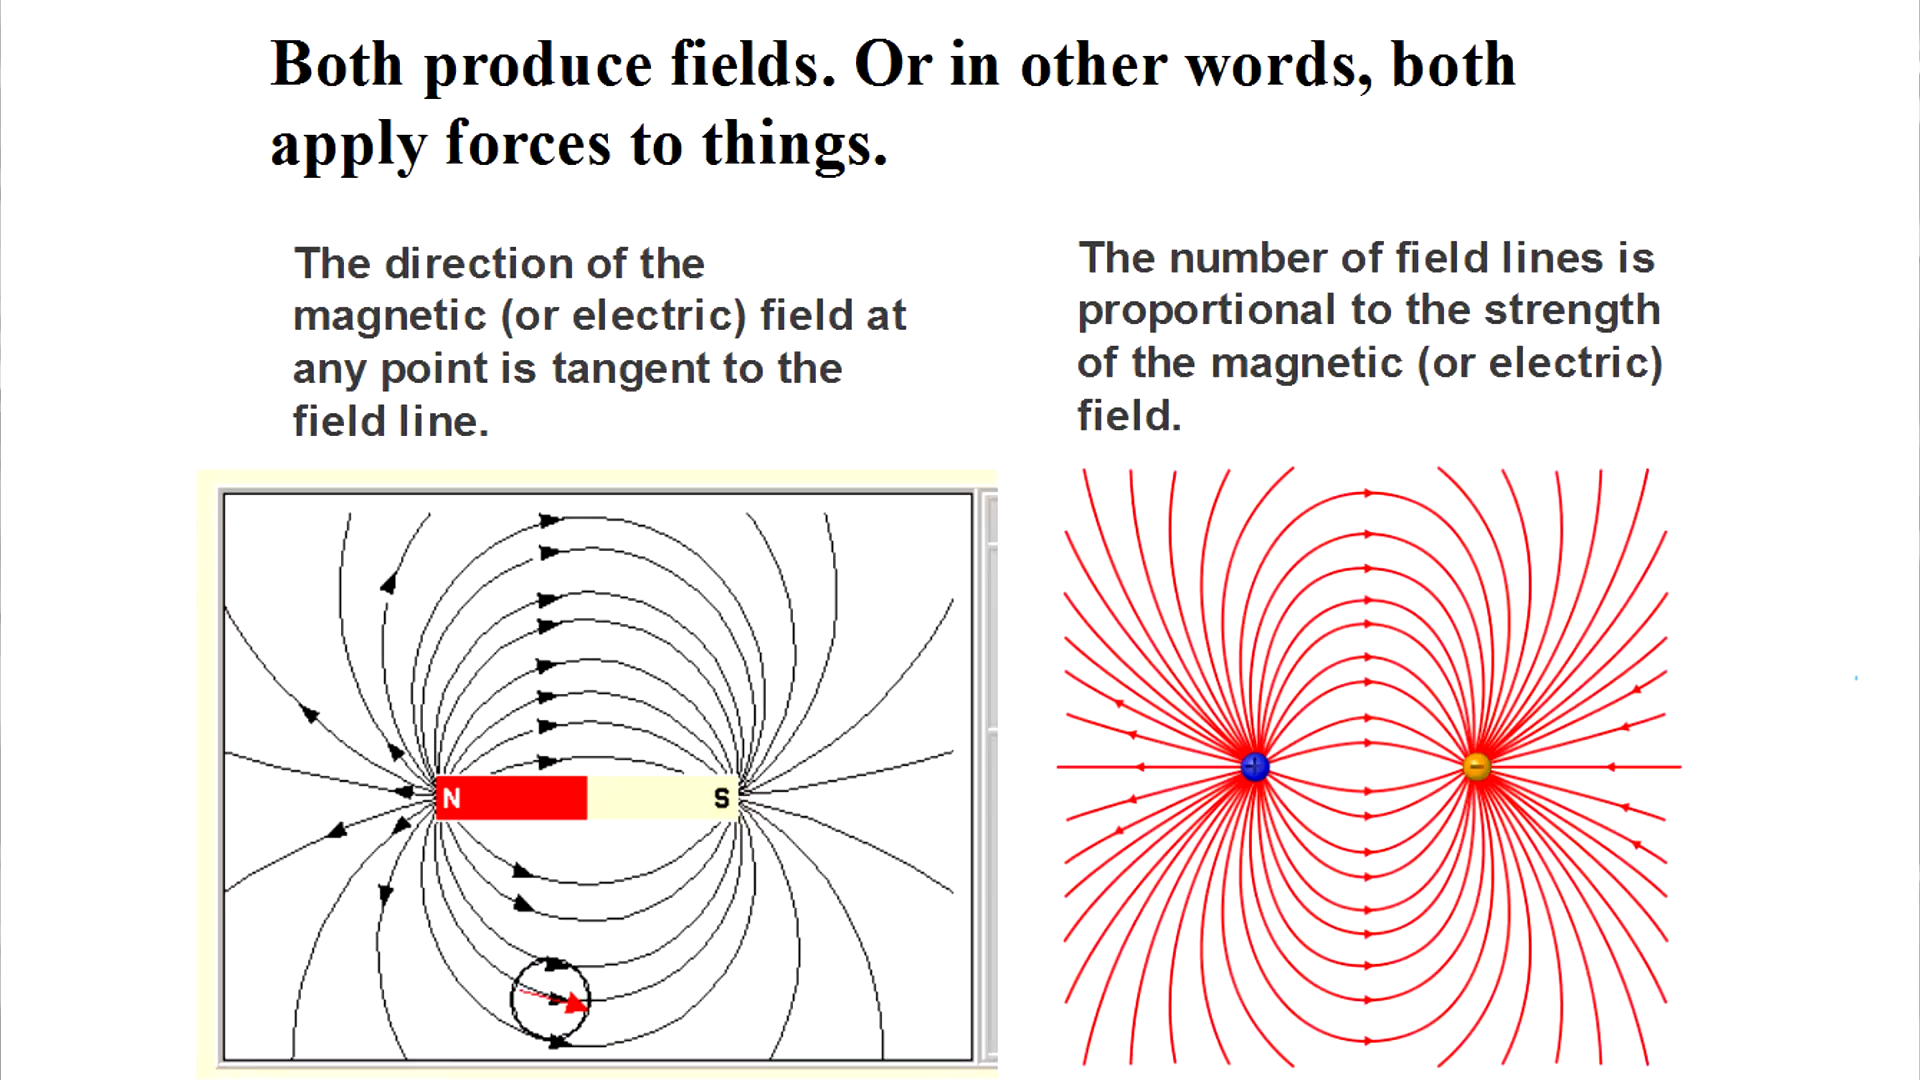 Both produce fields. Or in other words, both
apply forces to things.
The direction of the
magnetic (or electric) field at
any point is tangent to the
field line.
The number of field lines is
proportional to the strength
of the magnetic (or electric)
field.
N
S
+
−